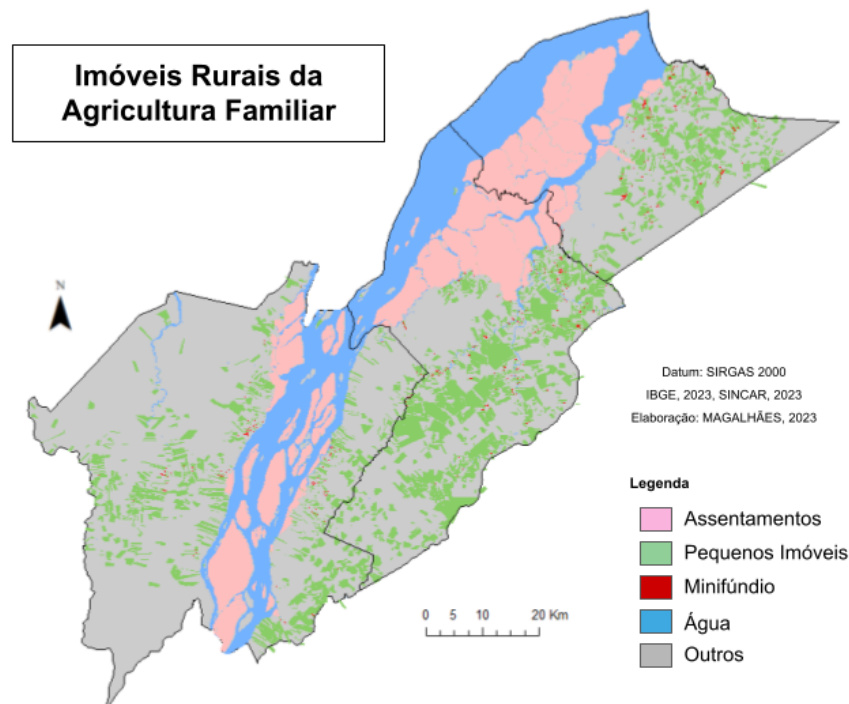 Imóveis Rurais da
Agricultura Familiar
N
Datum: SIRGAS 2000
IBGE, 2023, SINCAR, 2023
Elaboração: MAGALHÃES, 2023
Legenda
Assentamentos
Pequenos Imóveis
Minifúndio
Água
Outros
0 5 10 20 Km